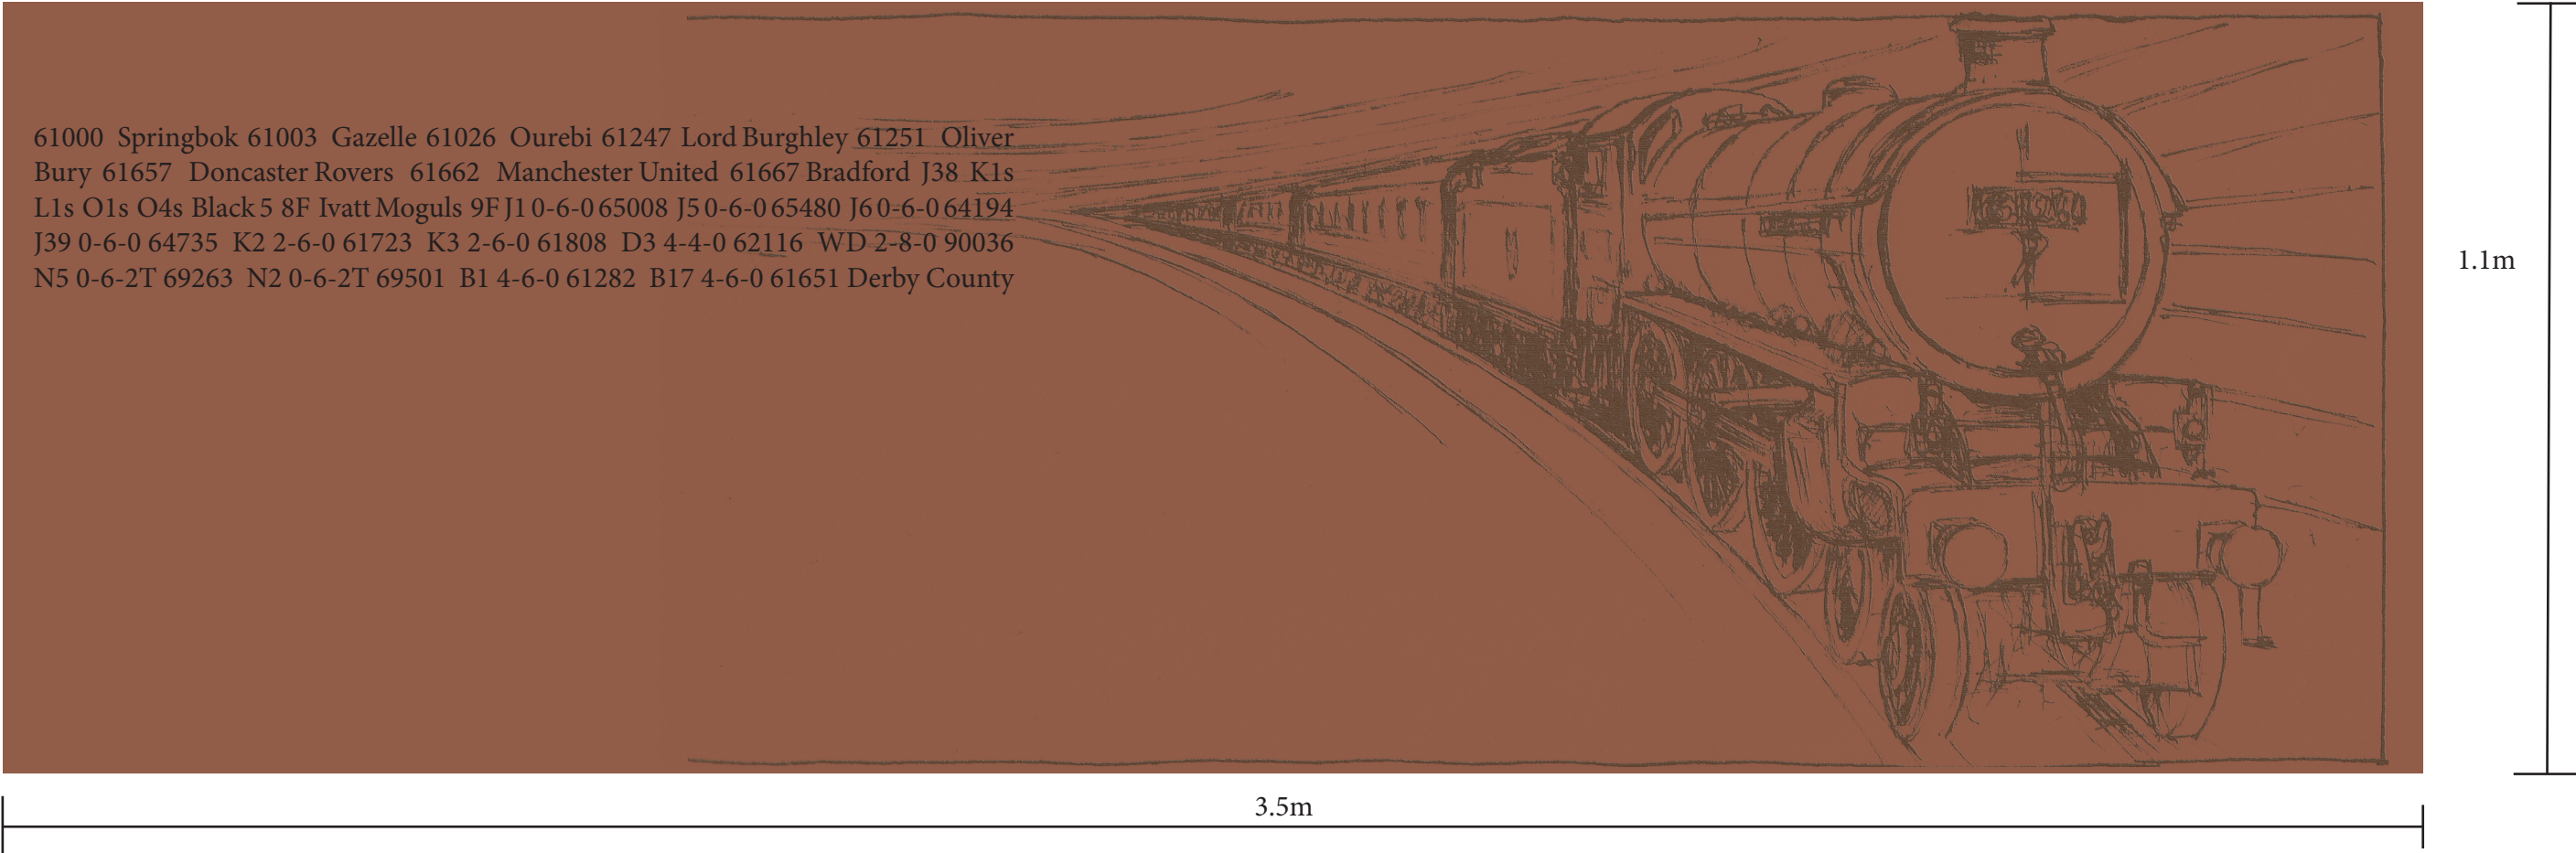 61000 Springbok 61003 Gazelle 61026 Ourebi 61247 Lord Burghley 61251 Oliver
Bury 61657 Doncaster Rovers 61662 Manchester United 61667 Bradford J38 K1s
L1s O1s O4s Black 5 8F Ivatt Moguls 9F J1 0-6-0 65008 J5 0-6-0 65480 J6 0-6-0 64194
J39 0-6-0 64735 K2 2-6-0 61723 K3 2-6-0 61808 D3 4-4-0 62116 WD 2-8-0 90036
N5 0-6-2T 69263 N2 0-6-2T 69501 B1 4-6-0 61282 B17 4-6-0 61651 Derby County
1.1m
3.5m